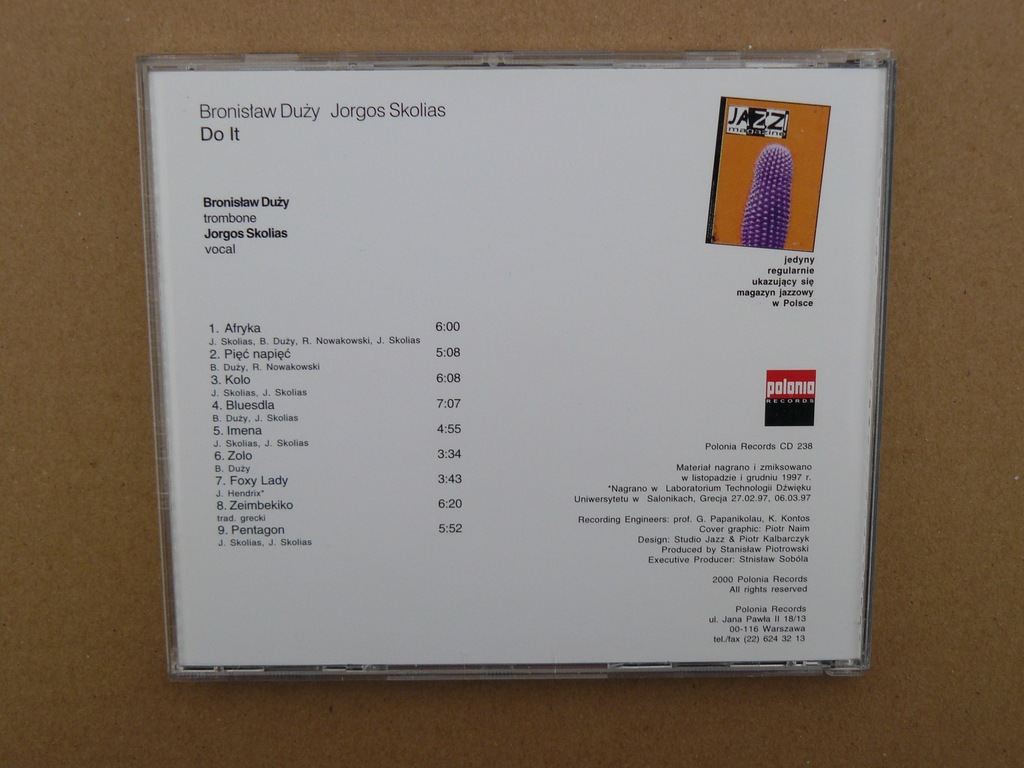 Bronisław Duży Jorgos Skolias
Do It
JAZZ
magazine
Bronisław Duży
trombone
Jorgos Skolias
vocal
jedyny
regularnie
ukazujący się
magazyn jazzowy
w Polsce
1. Afryka 6:00
J. Skolias, B. Duży, R. Nowakowski, J. Skolias
2. Pięć napięć 5:08
B. Duży, R. Nowakowski
3. Kolo 6:08
J. Skolias, J. Skolias
4. Bluesdla 7:07
B. Duży, J. Skolias
5. Imena 4:55
J. Skolias, J. Skolias
6. Zolo 3:34
B. Duży
7. Foxy Lady 3:43
J. Hendrix*
8. Zeimbekiko 6:20
trad. grecki
9. Pentagon 5:52
J. Skolias, J. Skolias
polonia
RECORDS
Polonia Records CD 238
Materiał nagrano i zmiksowano
w listopadzie i grudniu 1997 r.
*Nagrano w Laboratorium Technologii Dźwięku
Uniwersytetu w Salonikach, Grecja 27.02.97, 06.03.97
Recording Engineers: prof. G. Papanikolau, K. Kontos
Cover graphic: Piotr Naim
Design: Studio Jazz & Piotr Kalbarczyk
Produced by Stanisław Piotrowski
Executive Producer: Stnisław Sobóla
2000 Polonia Records
All rights reserved
Polonia Records
ul. Jana Pawła II 18/13
00-116 Warszawa
tel./fax (22) 624 32 13